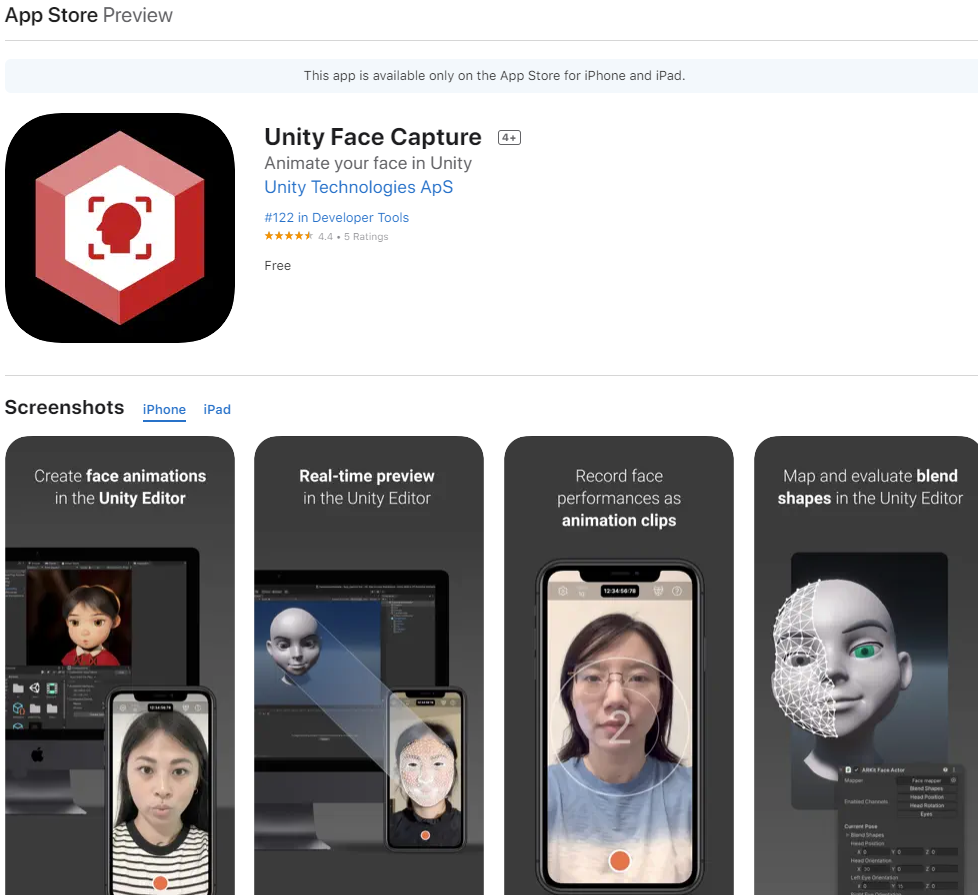 App Store Preview
This app is available only on the App Store for iPhone and iPad.
Unity Face Capture 4+
Animate your face in Unity
Unity Technologies ApS
#122 in Developer Tools
4.4 • 5 Ratings
Free
Screenshots iPhone iPad
Create face animations
in the Unity Editor
Real-time preview
in the Unity Editor
Record face
performances as
animation clips
12:34:56:78
2
Map and evaluate blend
shapes in the Unity Editor
ARKit Face Actor
Mapper Face mapper
Blend Shapes
Head Position
Enabled Channels Head Rotation
Eyes
Current Pose
Blend Shapes
Head Position
X 0 Y 0 Z 0
Head Orientation
X 30 Y 0 Z 0
Left Eye Orientation
X 0 Y 15 Z 0